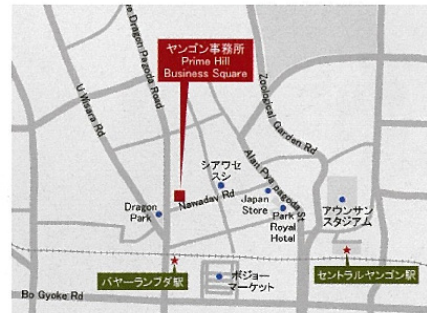 ヤンゴン事務所
Prime Hill
Business Square
The Dragon Pagoda Road
U Wisara Rd
Zoological Garden Rd
Alan Pya pagoda St
シアワセ
スシ
Dragon
Park
Nawaday Rd
Japan
Store
Park
Royal
Hotel
アウンサン
スタジアム
パヤーランブダ駅
ボジョー
マーケット
セントラルヤンゴン駅
Bo Gyoke Rd